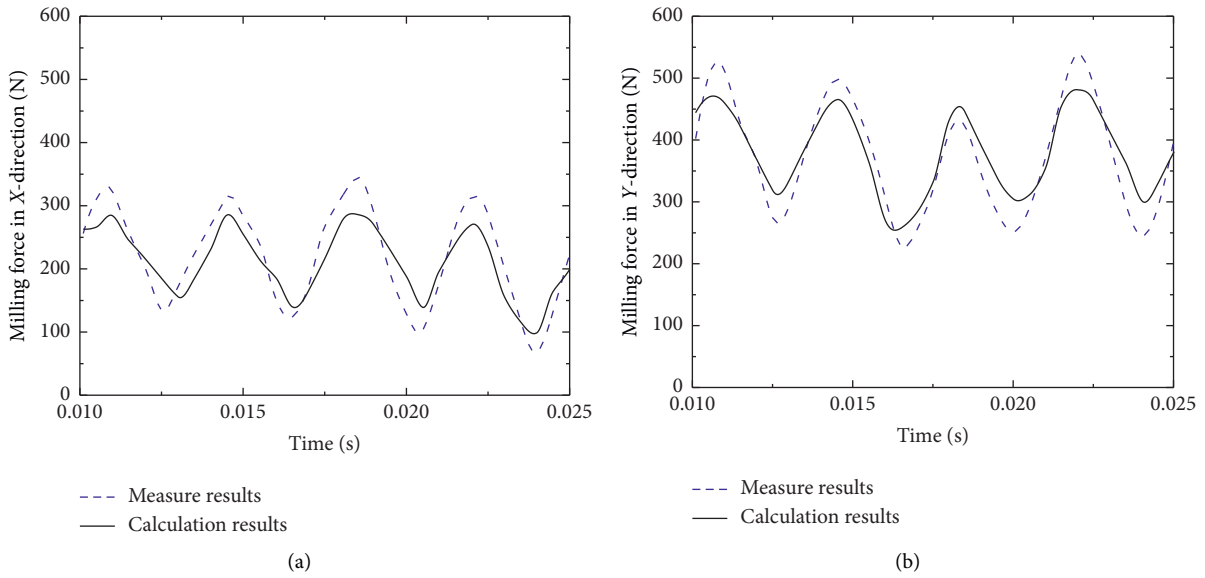 600
500
400
300
200
100
0
Milling force in X-direction (N)
0.010
0.015
0.020
0.025
Time (s)
Measure results
Calculation results
(a)
600
500
400
300
200
100
0
Milling force in Y-direction (N)
0.010
0.015
0.020
0.025
Time (s)
Measure results
Calculation results
(b)